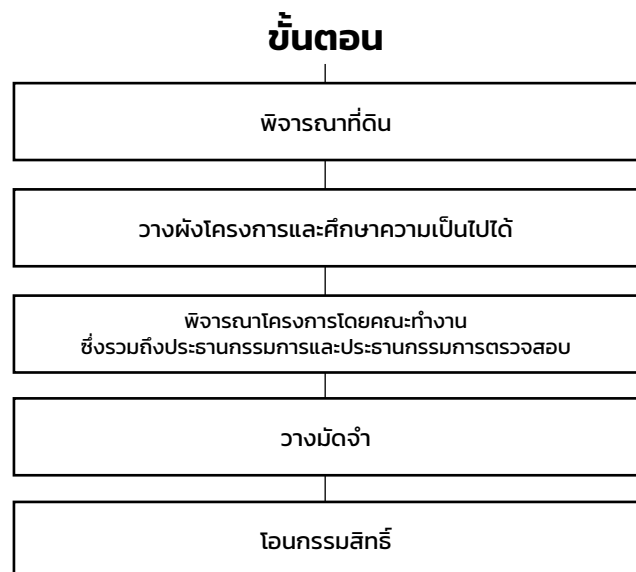 ขั้นตอน
พิจารณาที่ดิน
วางผังโครงการและศึกษาความเป็นไปได้
พิจารณาโครงการโดยคณะทำงาน
ซึ่งรวมถึงประธานกรรมการและประธานกรรมการตรวจสอบ
วางมัดจำ
โอนกรรมสิทธิ์